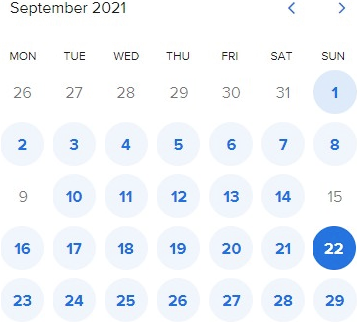 September 2021
MON TUE WED THU FRI SAT SUN
26 27 28 29 30 31 1
2 3 4 5 6 7 8
9 10 11 12 13 14 15
16 17 18 19 20 21 22
23 24 25 26 27 28 29